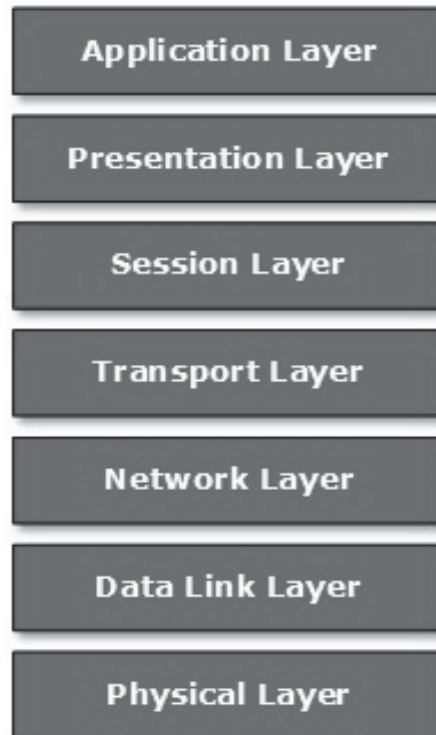 Application Layer
Presentation Layer
Session Layer
Transport Layer
Network Layer
Data Link Layer
Physical Layer